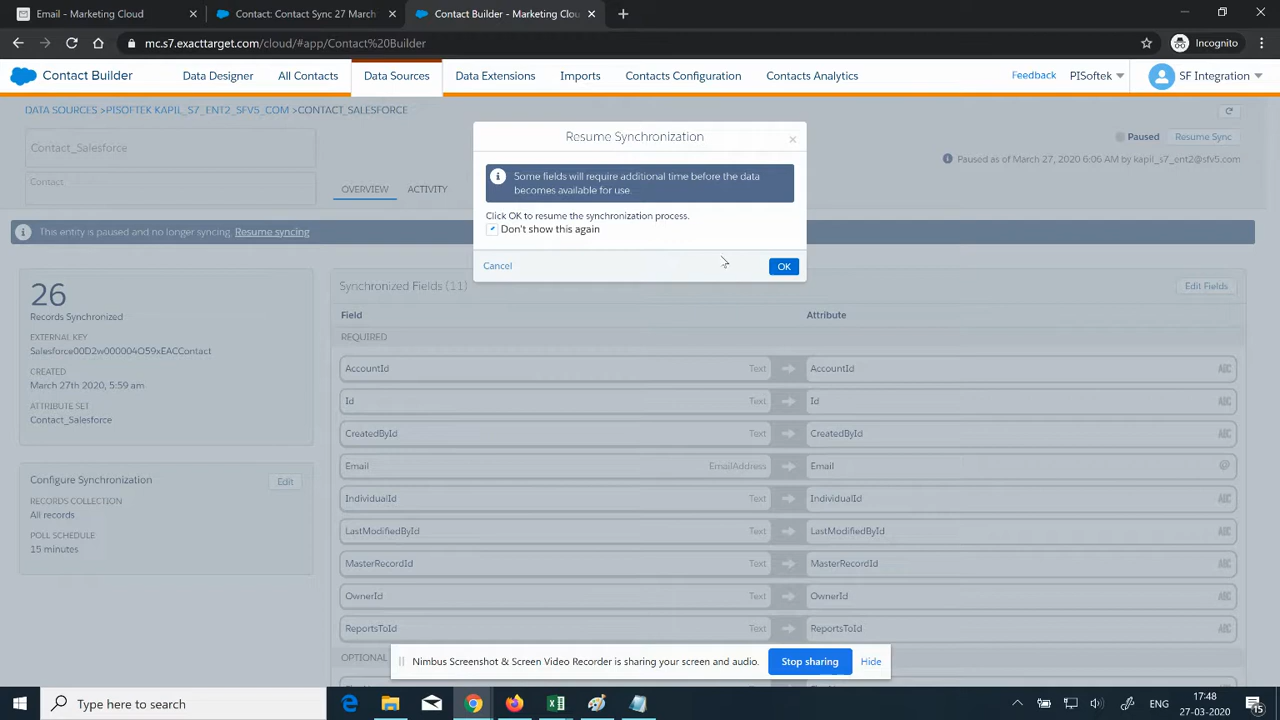 Email - Marketing Cloud
Contact: Contact Sync 27 March
Contact Builder - Marketing Clou
mc.s7.exacttarget.com/cloud/#app/Contact%20Builder
Incognito
Contact Builder
Data Designer
All Contacts
Data Sources
Data Extensions
Imports
Contacts Configuration
Contacts Analytics
Feedback
PISoftek
SF Integration
DATA SOURCES >PISOFTEK KAPIL_S7_ENT2_SFV5_COM >CONTACT_SALESFORCE
Contact_Salesforce
Contact
OVERVIEW
ACTIVITY
Paused
Resume Sync
Paused as of March 27, 2020 6:06 AM by kapil_s7_ent2@sfv5.com
This entity is paused and no longer syncing. Resume syncing
Resume Synchronization
Some fields will require additional time before the data
becomes available for use.
Click OK to resume the synchronization process.
Don't show this again
Cancel
OK
26
Records Synchronized
EXTERNAL KEY
Salesforce00D2w000004O59xEACContact
CREATED
March 27th 2020, 5:59 am
ATTRIBUTE SET
Contact_Salesforce
Configure Synchronization
Edit
RECORDS COLLECTION
All records
POLL SCHEDULE
15 minutes
Synchronized Fields (11)
Edit Fields
Field
Attribute
REQUIRED
AccountId Text AccountId ABC
Id Text Id ABC
CreatedById Text CreatedById ABC
Email EmailAddress Email @
IndividualId Text IndividualId ABC
LastModifiedById Text LastModifiedById ABC
MasterRecordId Text MasterRecordId ABC
OwnerId Text OwnerId ABC
ReportsToId Text ReportsToId ABC
OPTIONAL
Nimbus Screenshot & Screen Video Recorder is sharing your screen and audio.
Stop sharing
Hide
Type here to search
ENG
17:48
27-03-2020
15